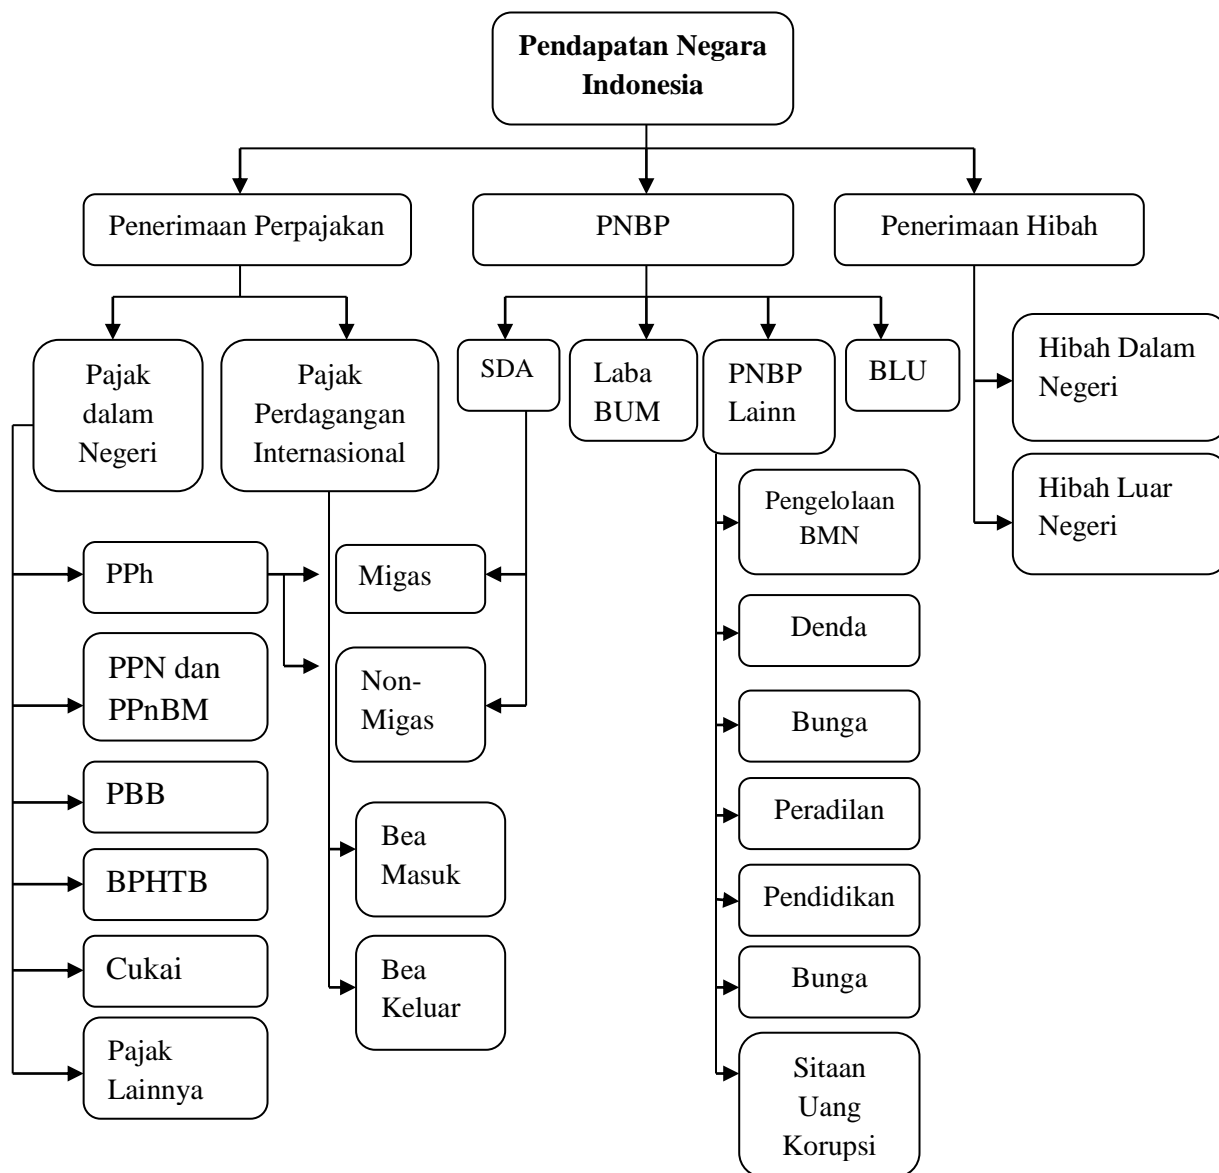 Pendapatan Negara
Indonesia
Penerimaan Perpajakan
PNBP
Penerimaan Hibah
Pajak
dalam
Negeri
Pajak
Perdagangan
Internasional
SDA
Laba
BUM
PNBP
Lainn
BLU
Hibah Dalam
Negeri
Hibah Luar
Negeri
PPh
PPN dan
PPnBM
PBB
BPHTB
Cukai
Pajak
Lainnya
Migas
Non-
Migas
Bea
Masuk
Bea
Keluar
Pengelolaan
BMN
Denda
Bunga
Peradilan
Pendidikan
Bunga
Sitaan
Uang
Korupsi